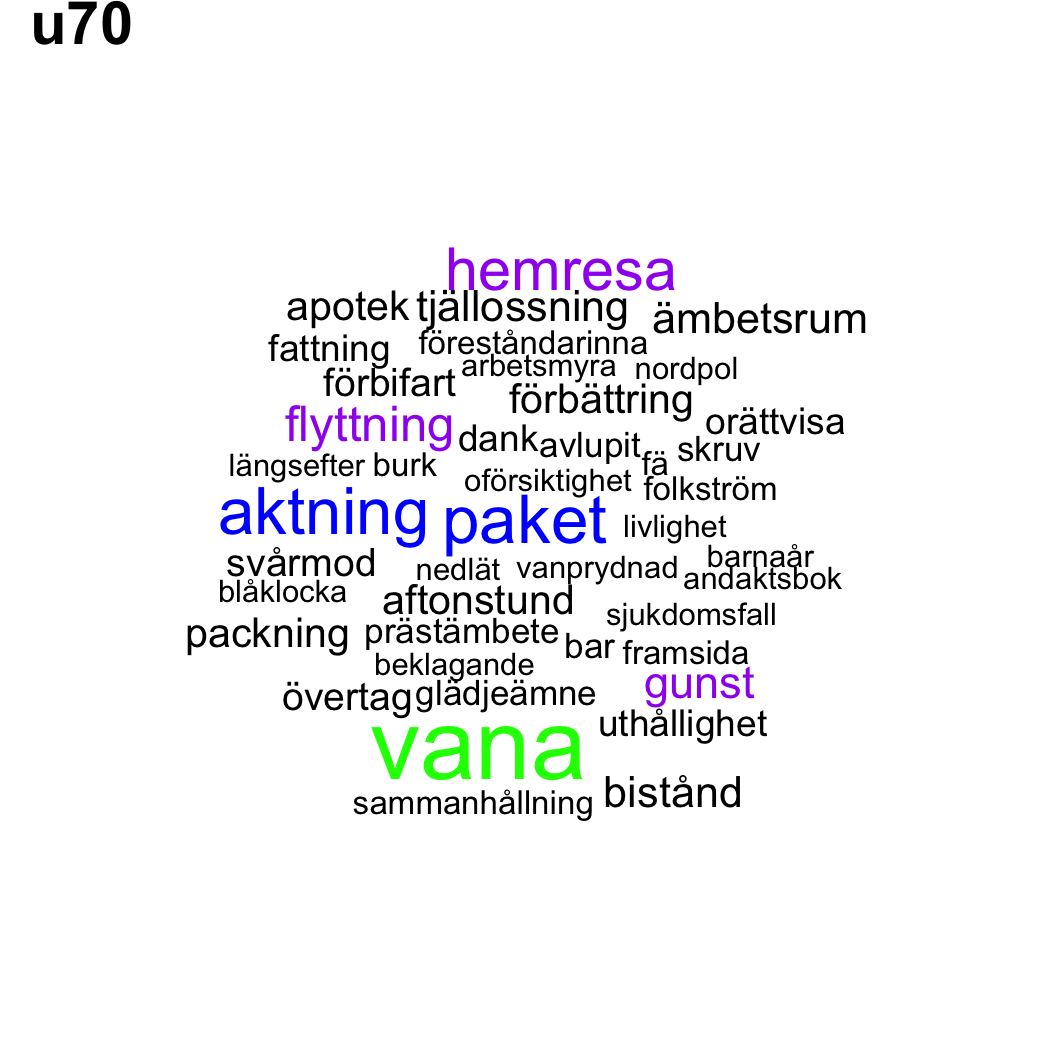 u70
hemresa
apotek tjällossning ämbetsrum
fattning föreståndarinna
förbifart arbetsmyra nordpol
förbättring
flyttning dank avlupit orättvisa
fä skruv
längsefter burk oförsiktighet folkström
aktning paket livlighet
svårmod nedlät vanprydnad barnaår
blåklocka andaktsbok
aftonstund sjukdomsfall
packning prästämbete bar framsida
beklagande gunst
övertag glädjeämne
vana uthållighet
sammanhållning bistånd